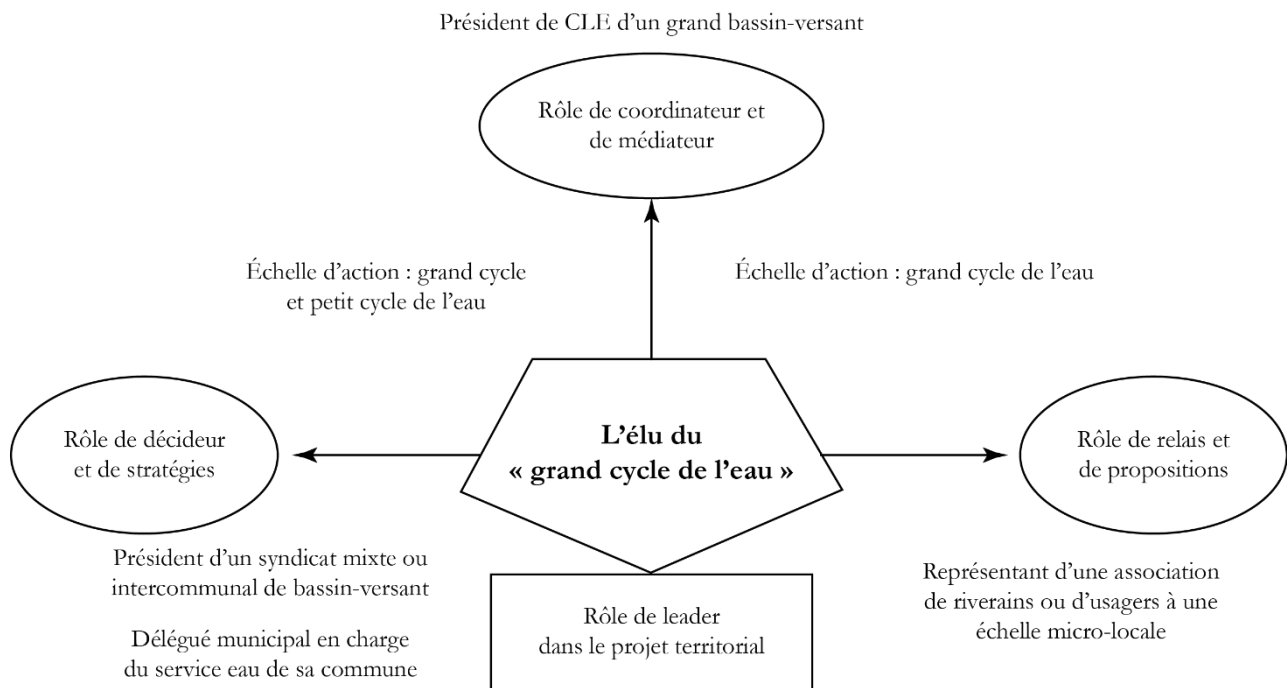 Président de CLE d’un grand bassin-versant
Rôle de coordinateur et
de médiateur
Échelle d’action : grand cycle
et petit cycle de l’eau
Échelle d’action : grand cycle de l’eau
L’élu du
« grand cycle de l’eau »
Rôle de décideur
et de stratégies
Rôle de relais et
de propositions
Président d’un syndicat mixte ou
intercommunal de bassin-versant
Délégué municipal en charge
du service eau de sa commune
Rôle de leader
dans le projet territorial
Représentant d’une association
de riverains ou d’usagers à une
échelle micro-locale